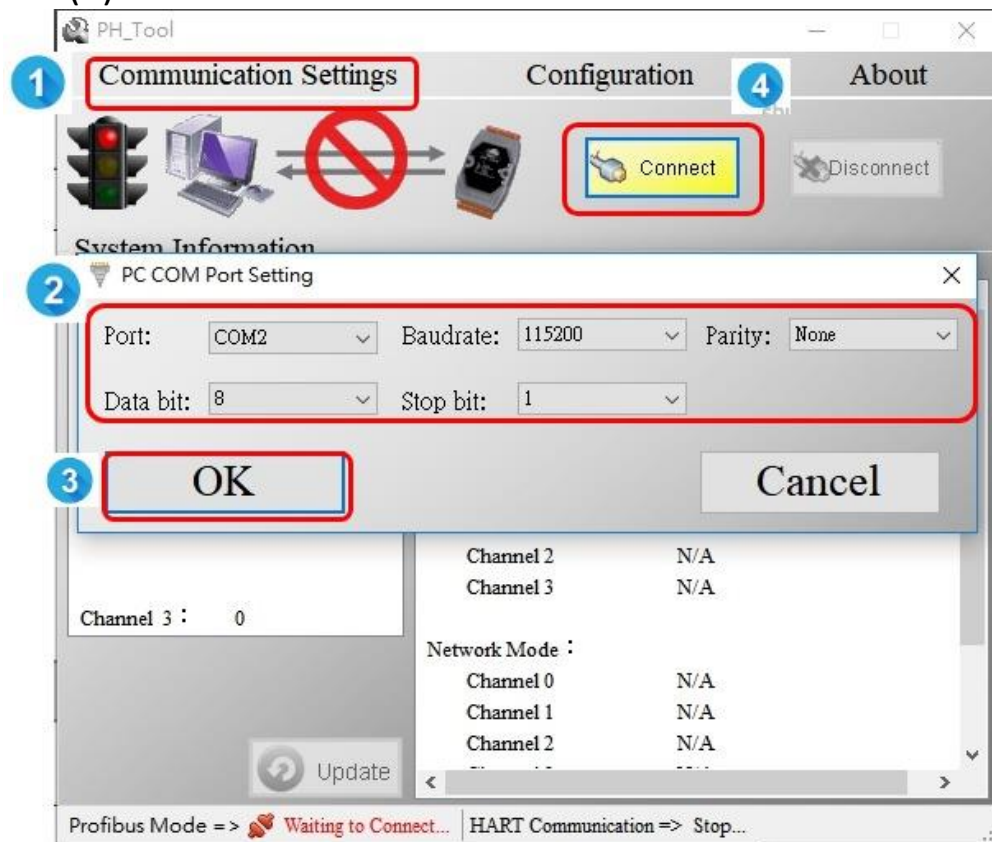 PH_Tool
1 Communication Settings Configuration 4 About
Connect Disconnect
System Information
2 PC COM Port Setting
Port: COM2 Baudrate: 115200 Parity: None
Data bit: 8 Stop bit: 1
3 OK Cancel
Channel 2 N/A
Channel 3 N/A
Channel 3 : 0
Network Mode :
Channel 0 N/A
Channel 1 N/A
Channel 2 N/A
Update
Profibus Mode => Waiting to Connect... HART Communication => Stop...